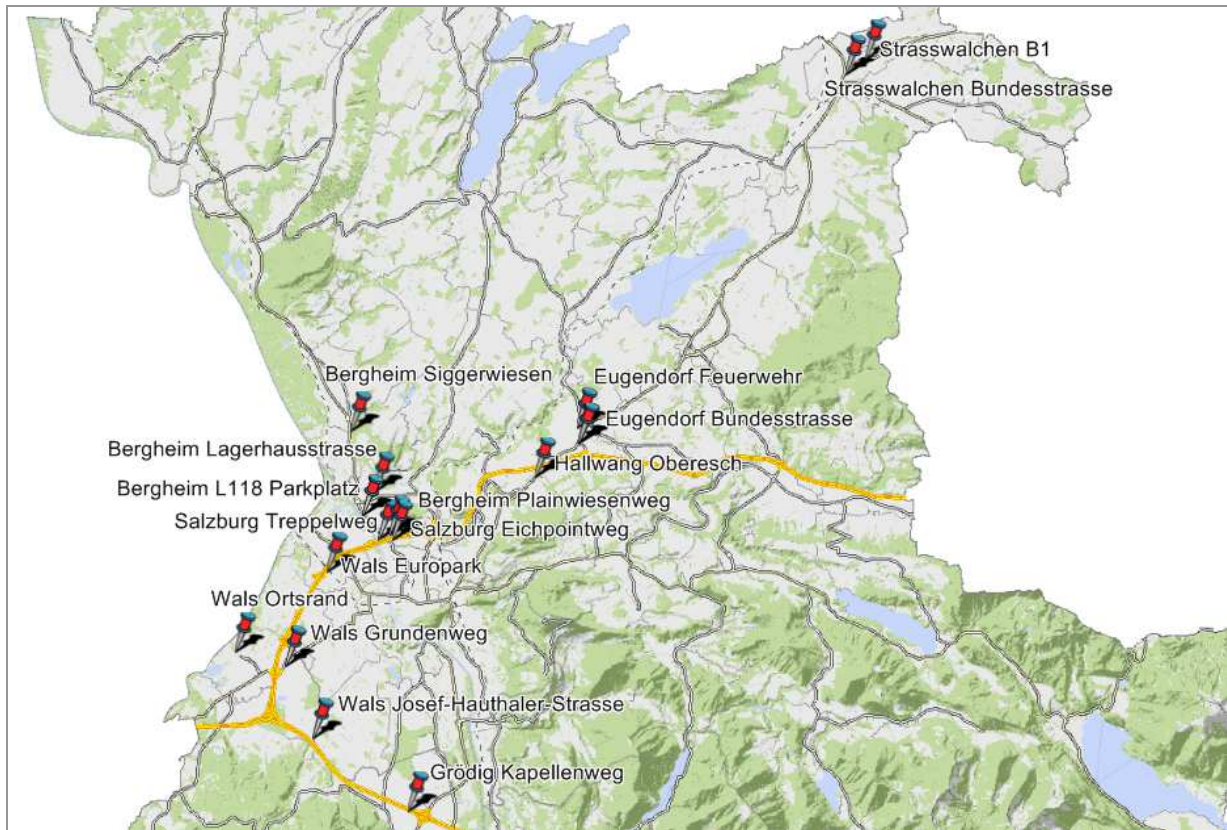 Strasswalchen B1
Strasswalchen Bundesstrasse
Bergheim Siggerwiesen
Eugendorf Feuerwehr
Eugendorf Bundesstrasse
Bergheim Lagerhausstrasse
Hallwang Oberesch
Bergheim L118 Parkplatz
Bergheim Plainwiesenweg
Salzburg Treppelweg
Salzburg Eichpointweg
Wals Europark
Wals Ortsrand
Wals Grundenweg
Wals Josef-Hauthaler-Strasse
Grödig Kapellenweg